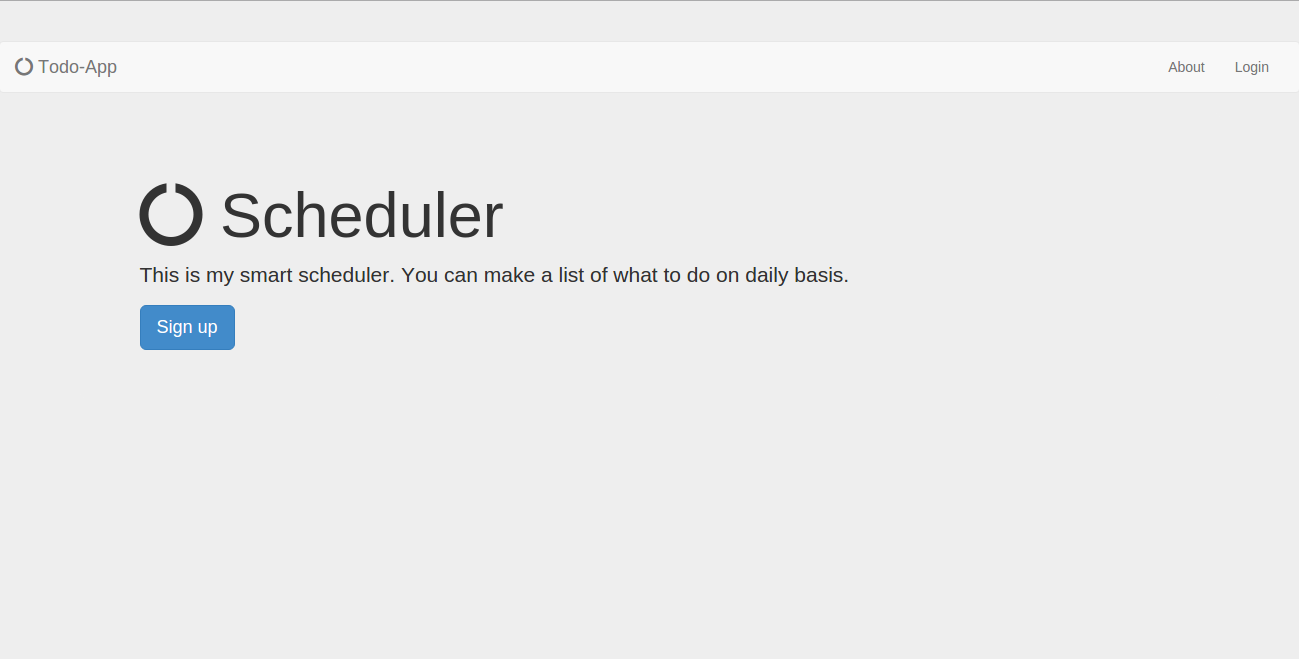 Todo-App
About
Login
Scheduler
This is my smart scheduler. You can make a list of what to do on daily basis.
Sign up